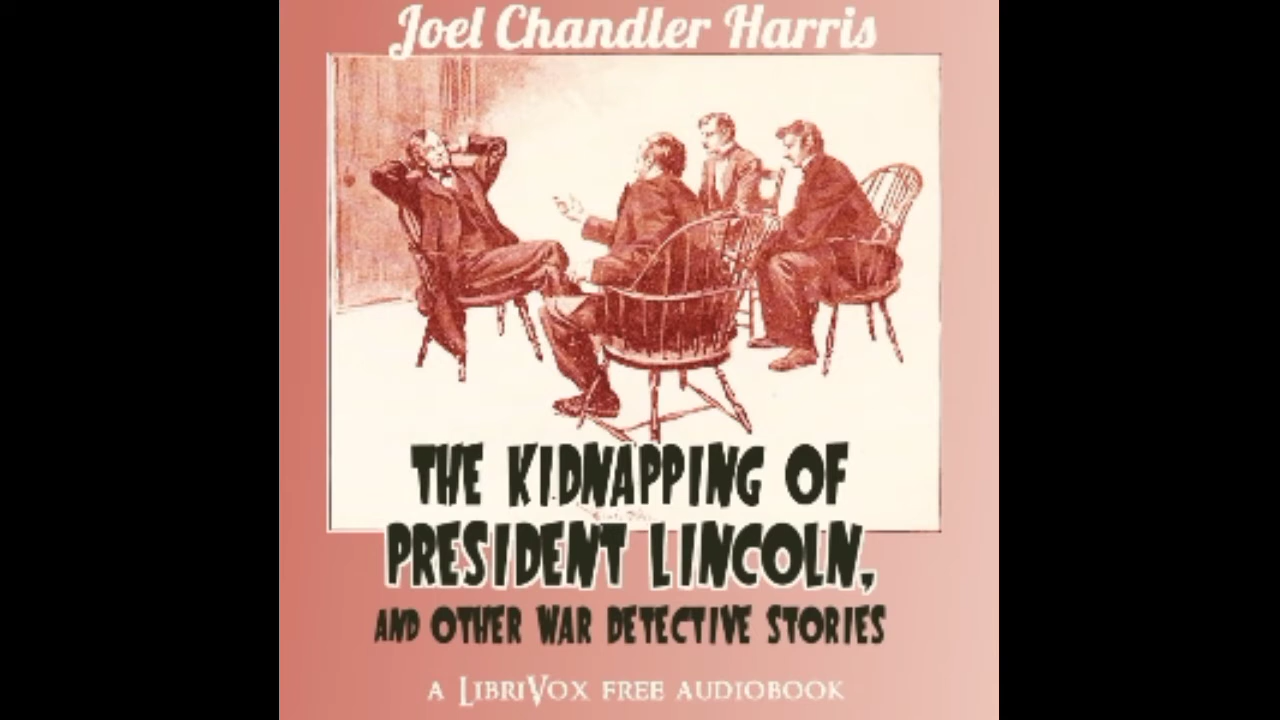 Joel Chandler Harris
THE KIDNAPPING OF
PRESIDENT LINCOLN,
AND OTHER WAR DETECTIVE STORIES
A LIBRIVOX FREE AUDIOBOOK